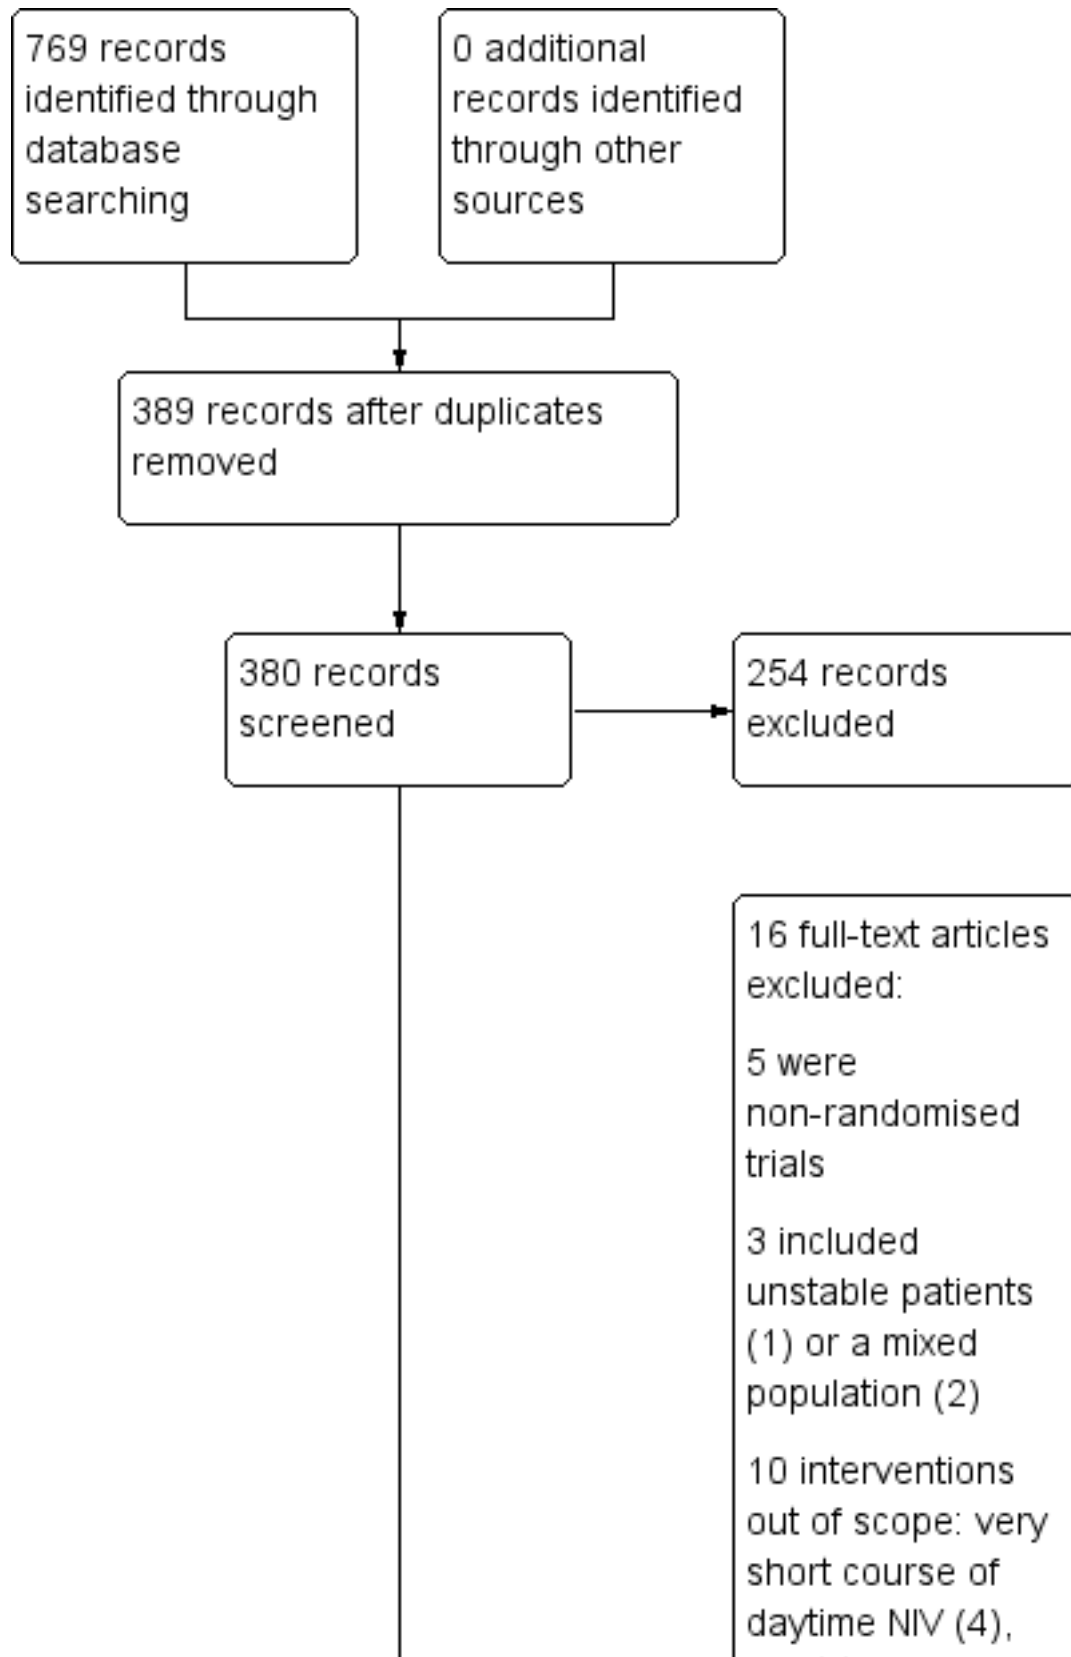 769 records
identified through
database
searching
0 additional
records identified
through other
sources
389 records after duplicates
removed
380 records
screened
254 records
excluded
16 full-text articles
excluded:
5 were
non-randomised
trials
3 included
unstable patients
(1) or a mixed
population (2)
10 interventions
out of scope: very
short course of
daytime NIV (4),